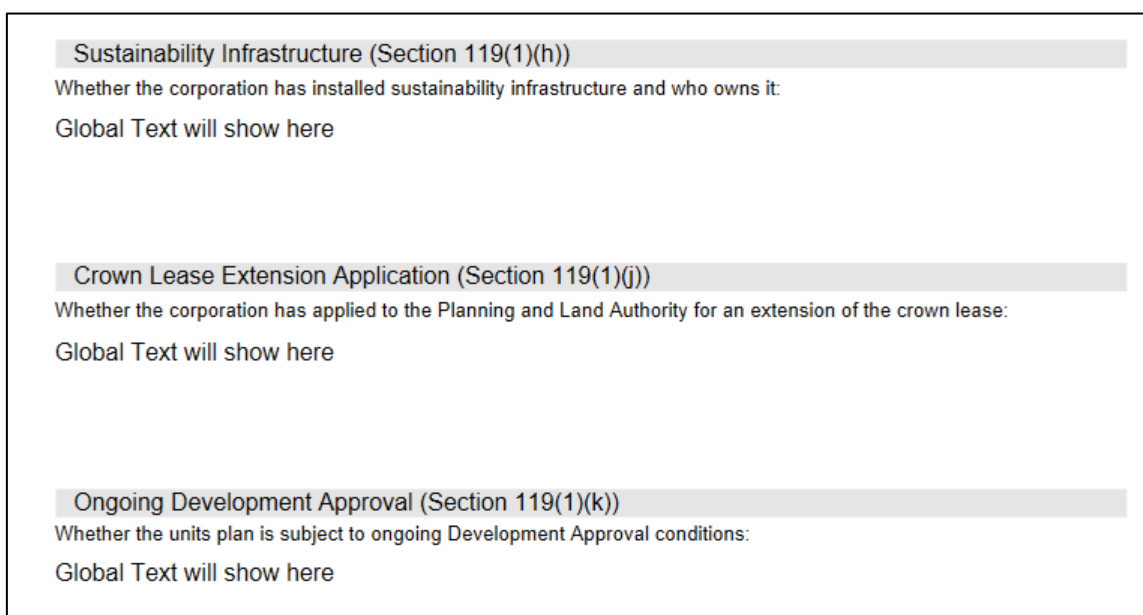 Sustainability Infrastructure (Section 119(1)(h))
Whether the corporation has installed sustainability infrastructure and who owns it:
Global Text will show here
Crown Lease Extension Application (Section 119(1)(j))
Whether the corporation has applied to the Planning and Land Authority for an extension of the crown lease:
Global Text will show here
Ongoing Development Approval (Section 119(1)(k))
Whether the units plan is subject to ongoing Development Approval conditions:
Global Text will show here